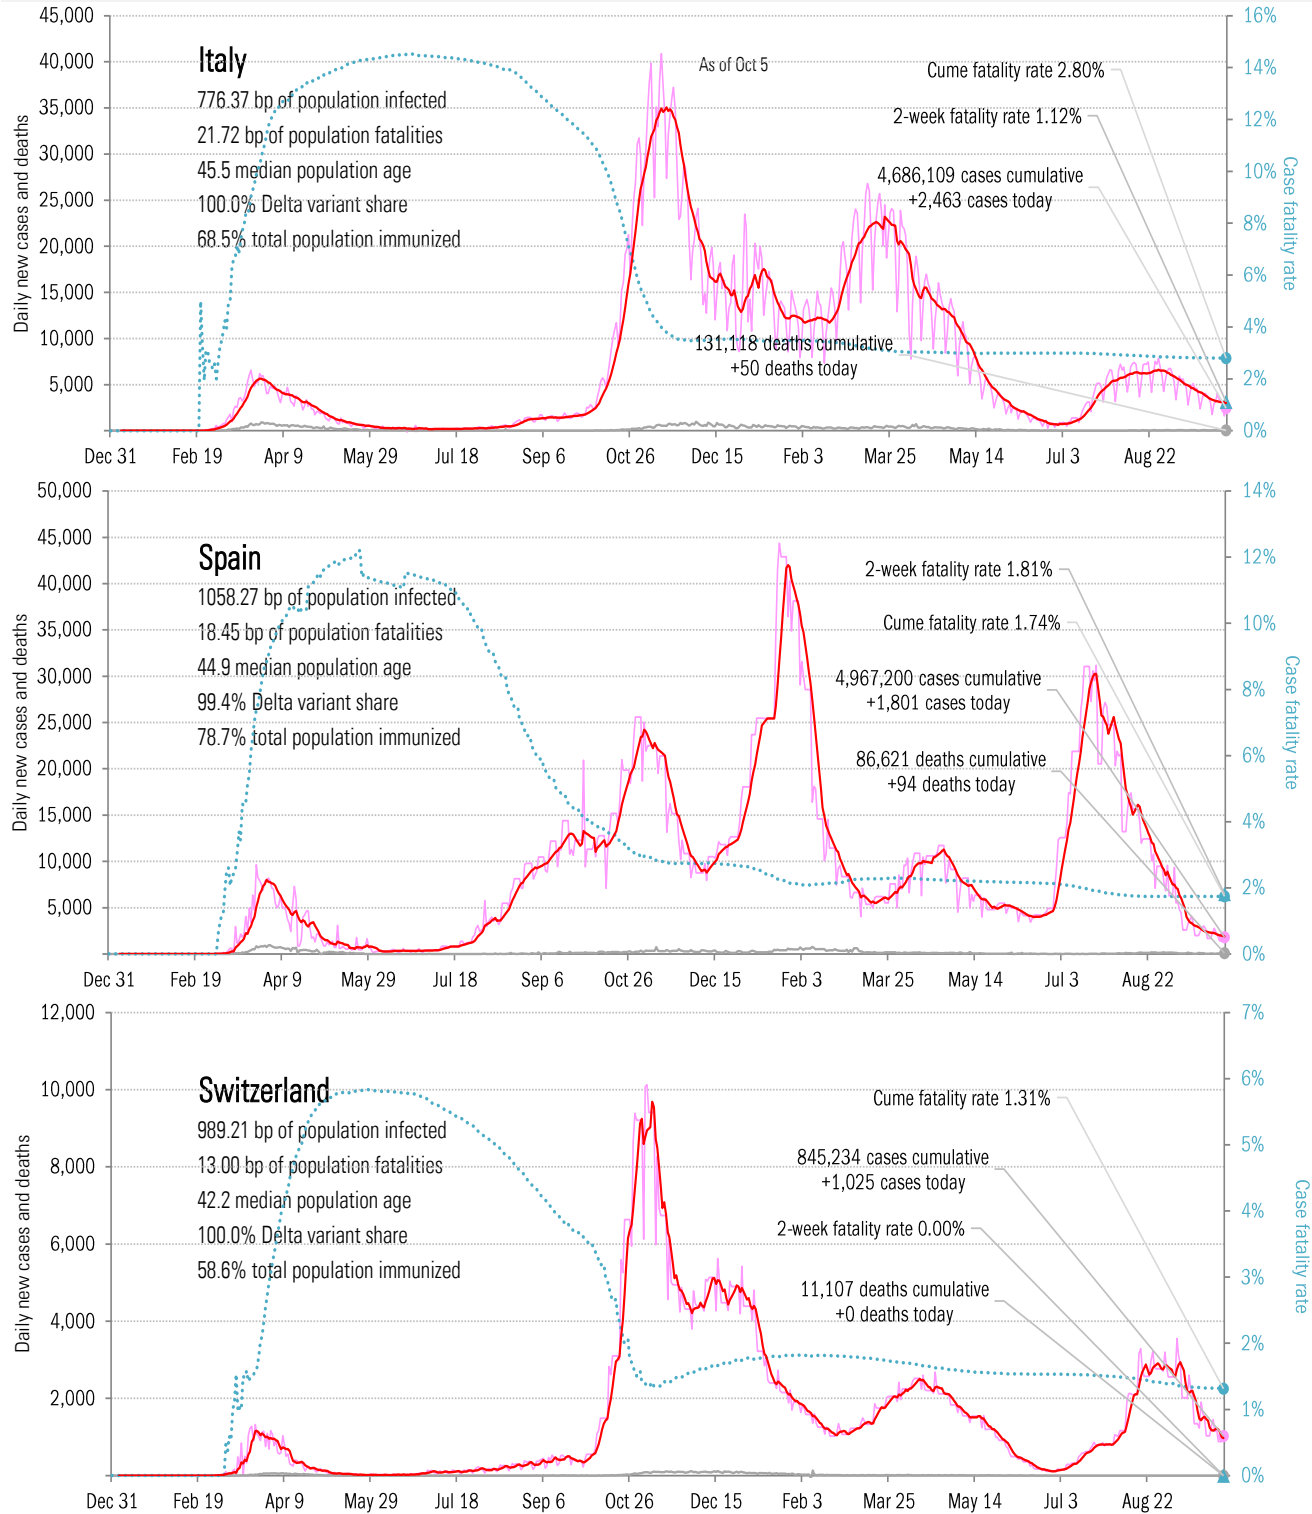 45,000
40,000
35,000
30,000
25,000
20,000
15,000
10,000
5,000
Daily new cases and deaths
16%
14%
12%
10%
8%
6%
4%
2%
0%
Case fatality rate
Italy
776.37 bp of population infected
21.72 bp of population fatalities
45.5 median population age
100.0% Delta variant share
68.5% total population immunized
As of Oct 5
Cume fatality rate 2.80%
2-week fatality rate 1.12%
4,686,109 cases cumulative
+2,463 cases today
131,118 deaths cumulative
+50 deaths today
Dec 31 Feb 19 Apr 9 May 29 Jul 18 Sep 6 Oct 26 Dec 15 Feb 3 Mar 25 May 14 Jul 3 Aug 22
50,000
45,000
40,000
35,000
30,000
25,000
20,000
15,000
10,000
5,000
Daily new cases and deaths
14%
12%
10%
8%
6%
4%
2%
0%
Case fatality rate
Spain
1058.27 bp of population infected
18.45 bp of population fatalities
44.9 median population age
99.4% Delta variant share
78.7% total population immunized
2-week fatality rate 1.81%
Cume fatality rate 1.74%
4,967,200 cases cumulative
+1,801 cases today
86,621 deaths cumulative
+94 deaths today
Dec 31 Feb 19 Apr 9 May 29 Jul 18 Sep 6 Oct 26 Dec 15 Feb 3 Mar 25 May 14 Jul 3 Aug 22
12,000
10,000
8,000
6,000
4,000
2,000
Daily new cases and deaths
7%
6%
5%
4%
3%
2%
1%
0%
Case fatality rate
Switzerland
989.21 bp of population infected
13.00 bp of population fatalities
42.2 median population age
100.0% Delta variant share
58.6% total population immunized
Cume fatality rate 1.31%
845,234 cases cumulative
+1,025 cases today
2-week fatality rate 0.00%
11,107 deaths cumulative
+0 deaths today
Dec 31 Feb 19 Apr 9 May 29 Jul 18 Sep 6 Oct 26 Dec 15 Feb 3 Mar 25 May 14 Jul 3 Aug 22